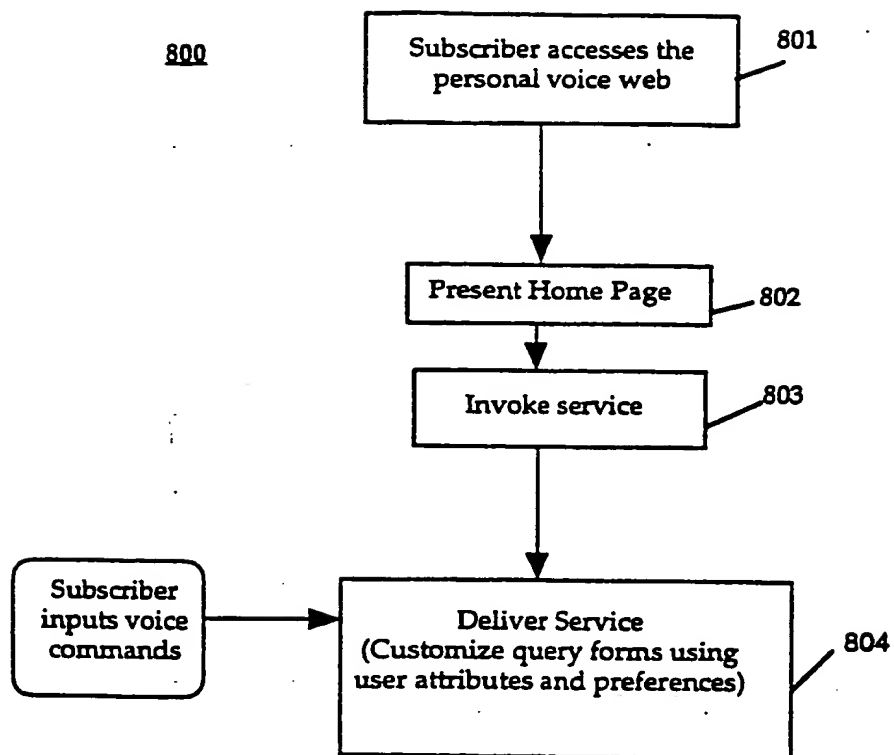 800
Subscriber accesses the
personal voice web
801
Present Home Page
802
Invoke service
803
Subscriber
inputs voice
commands
Deliver Service
(Customize query forms using
user attributes and preferences)
804